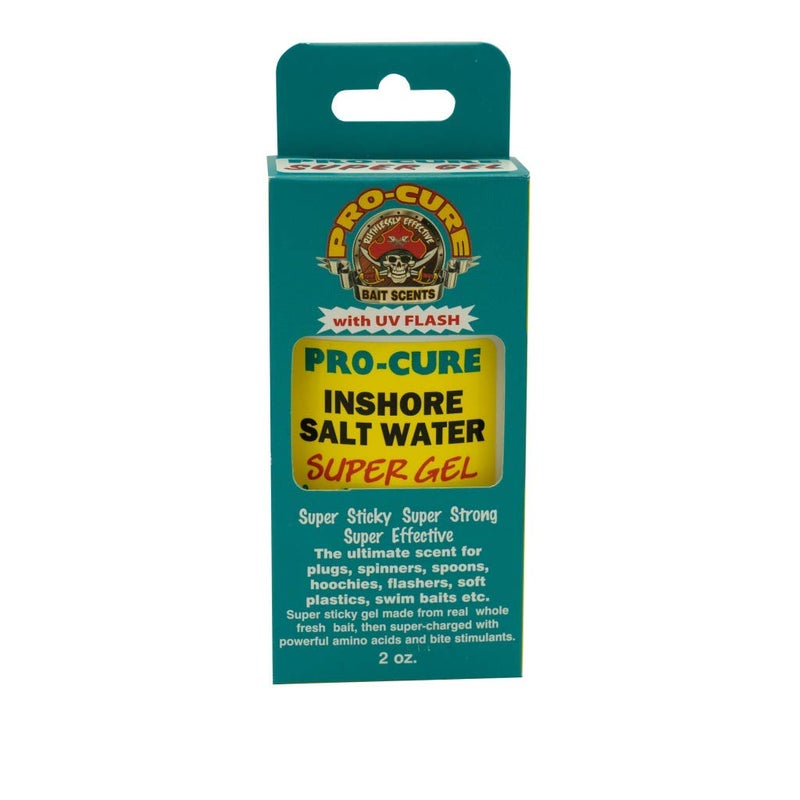 PRO-CURE
SUPER GEL
PRO-CURE
RUTHLESSLY EFFECTIVE
BAIT SCENTS
with UV FLASH
PRO-CURE
INSHORE
SALT WATER
SUPER GEL
Super Sticky Super Strong
Super Effective
The ultimate scent for
plugs, spinners, spoons,
hoochies, flashers, soft
plastics, swim baits etc.
Super sticky gel made from real whole
fresh bait, then super-charged with
powerful amino acids and bite stimulants.
2 oz.